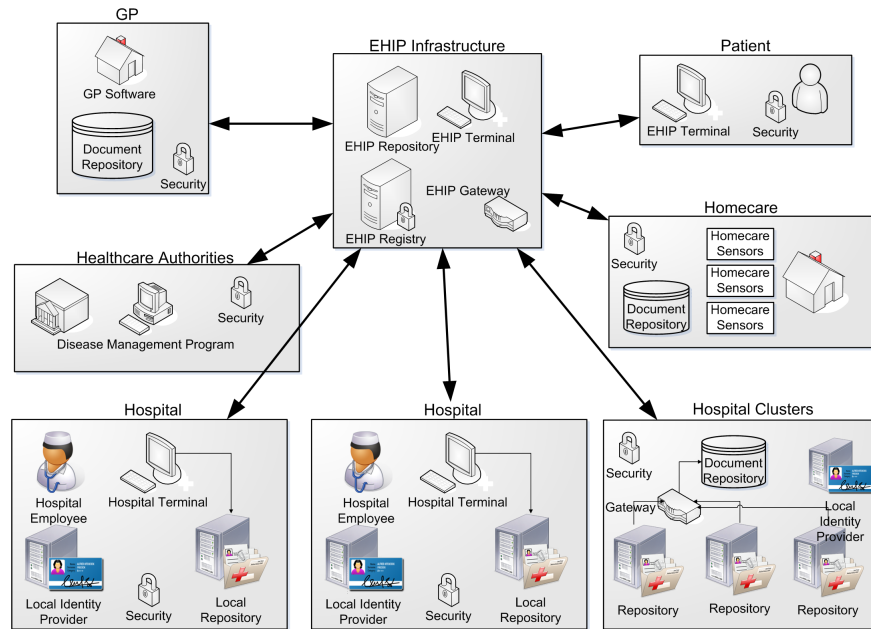 GP
GP Software
Document
Repository
Security
EHIP Infrastructure
EHIP Repository
EHIP Terminal
EHIP Registry
EHIP Gateway
Patient
EHIP Terminal
Security
Healthcare Authorities
Security
Disease Management Program
Homecare
Security
Document
Repository
Homecare
Sensors
Homecare
Sensors
Homecare
Sensors
Hospital
Hospital
Employee
Hospital Terminal
Local Identity
Provider
Security
Local
Repository
Hospital
Hospital
Employee
Hospital Terminal
Local Identity
Provider
Security
Local
Repository
Hospital Clusters
Security
Document
Repository
Gateway
Local
Identity
Provider
Repository
Repository
Repository